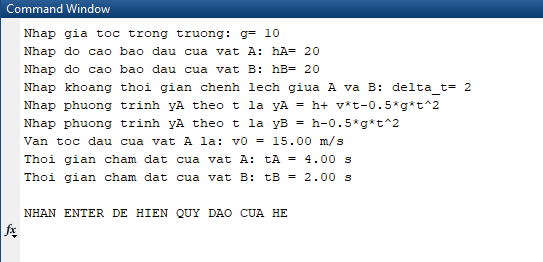 Command Window
Nhap gia toc trong truong: g= 10
Nhap do cao bao dau cua vat A: hA= 20
Nhap do cao bao dau cua vat B: hB= 20
Nhap khoang thoi gian chenh lech giua A va B: delta_t= 2
Nhap phuong trinh yA theo t la yA = h+ v*t-0.5*g*t^2
Nhap phuong trinh yA theo t la yB = h-0.5*g*t^2
Van toc dau cua vat A la: v0 = 15.00 m/s
Thoi gian cham dat cua vat A: tA = 4.00 s
Thoi gian cham dat cua vat B: tB = 2.00 s
NHAN ENTER DE HIEN QUY DAO CUA HE
fx